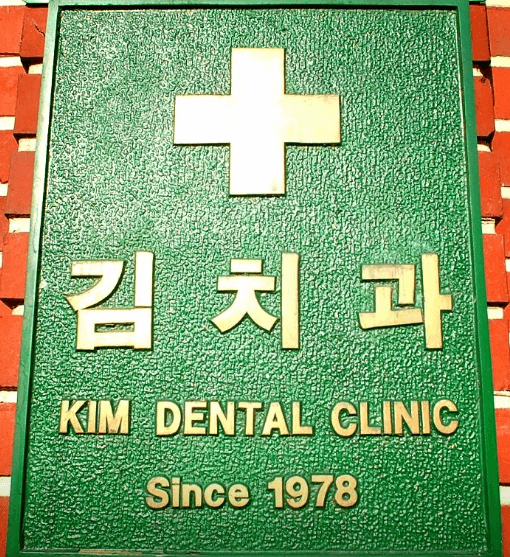 김치과
KIM DENTAL CLINIC
Since 1978